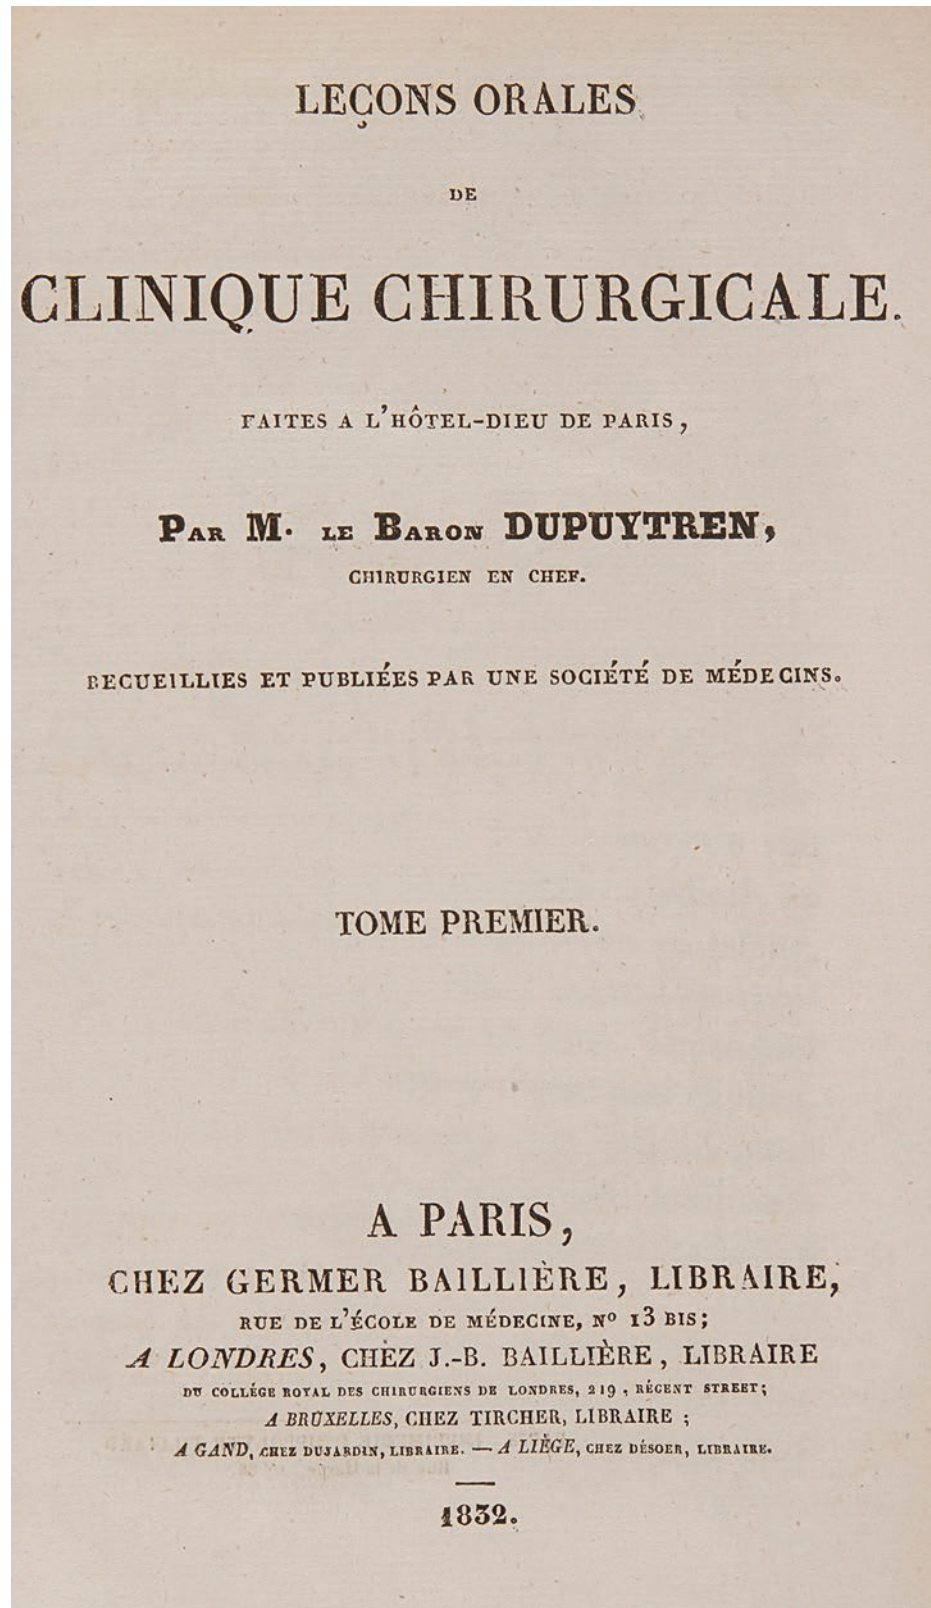 LEÇONS ORALES
DE
CLINIQUE CHIRURGICALE.
FAITES A L'HÔTEL-DIEU DE PARIS,
PAR M. LE BARON DUPUYTREN,
CHIRURGIEN EN CHEF.
RECUEILLIES ET PUBLIÉES PAR UNE SOCIÉTÉ DE MÉDECINS.
TOME PREMIER.
A PARIS,
CHEZ GERMER BAILLIÈRE, LIBRAIRE,
RUE DE L'ÉCOLE DE MÉDECINE, Nº 13 BIS;
A LONDRES, CHÈZ J.-B. BAILLIÈRE, LIBRAIRE
DU COLLÉGE ROYAL DES CHIRURGIENS DE LONDRES, 219, RÉGENT STREET;
A BRUXELLES, CHEZ TIRCHER, LIBRAIRE;
A GAND, CHEZ DUJARDIN, LIBRAIRE. — A LIÈGE, CHEZ DÉSOER, LIBRAIRE.
1832.